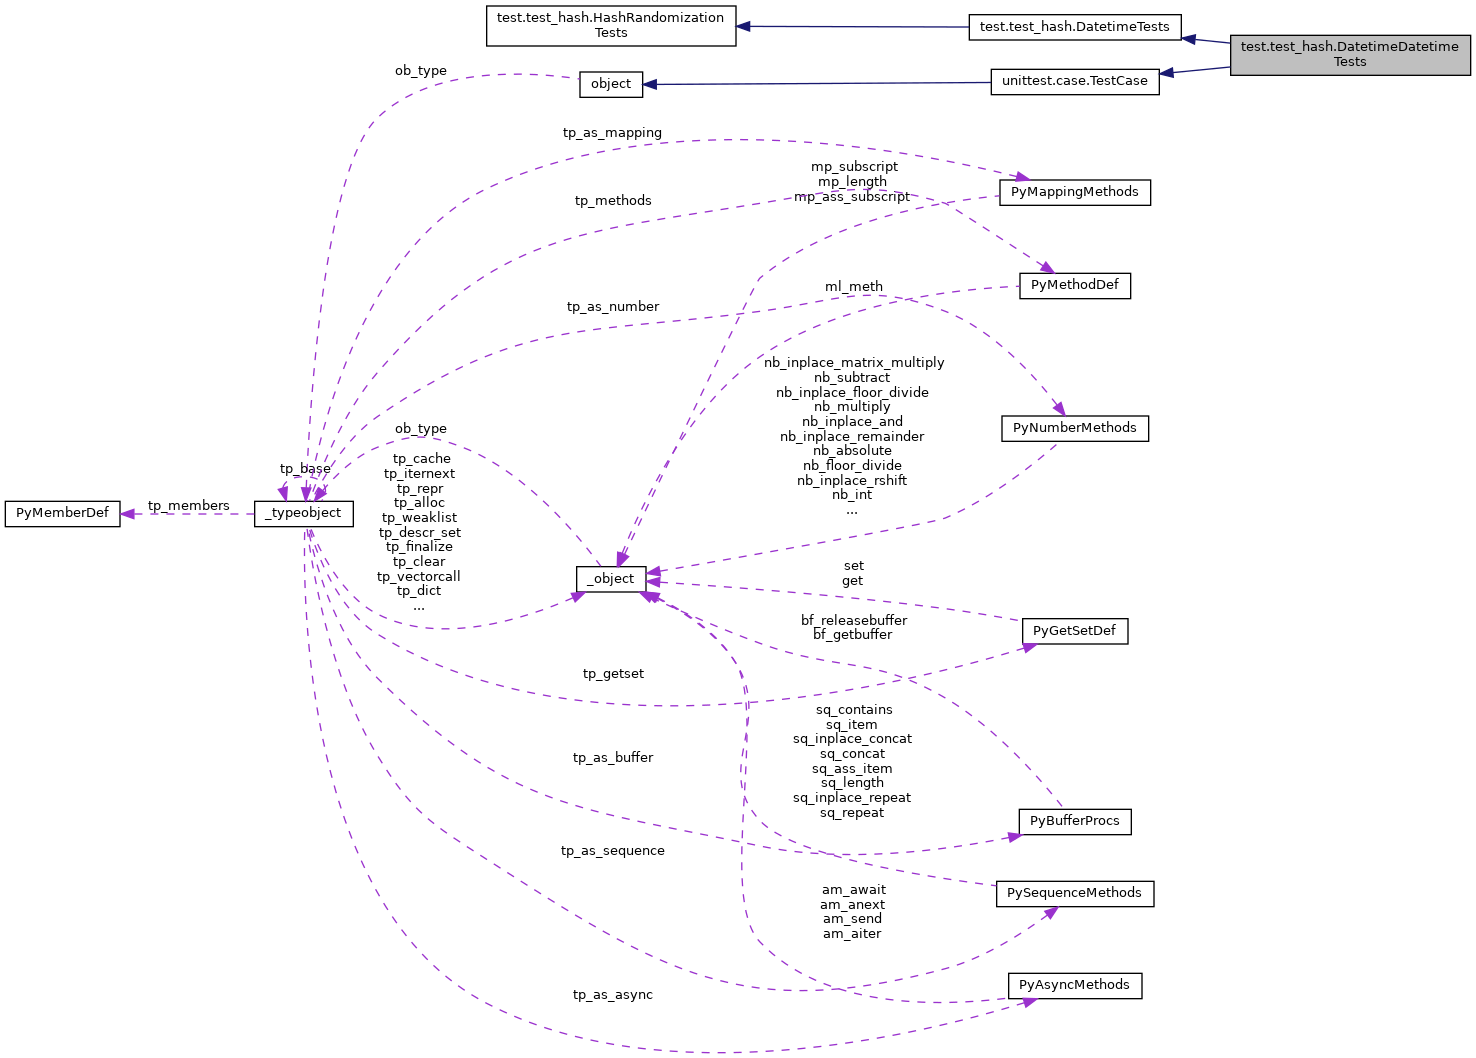 test.test_hash.HashRandomization
Tests
test.test_hash.DatetimeTests
test.test_hash.DatetimeDatetime
Tests
ob_type
object
unittest.case.TestCase
tp_as_mapping
mp_subscript
mp_length
mp_ass_subscript
PyMappingMethods
tp_methods
PyMethodDef
ml_meth
tp_as_number
nb_inplace_matrix_multiply
nb_subtract
nb_inplace_floor_divide
nb_multiply
nb_inplace_and
nb_inplace_remainder
nb_absolute
nb_floor_divide
nb_inplace_rshift
nb_int
...
PyNumberMethods
ob_type
tp_cache
tp_iternext
tp_repr
tp_alloc
tp_weaklist
tp_descr_set
tp_finalize
tp_clear
tp_vectorcall
tp_dict
...
tp_base
PyMemberDef
tp_members
_typeobject
_object
set
get
bf_releasebuffer
bf_getbuffer
PyGetSetDef
tp_getset
sq_contains
sq_item
sq_inplace_concat
sq_concat
sq_ass_item
sq_length
sq_inplace_repeat
sq_repeat
tp_as_buffer
PyBufferProcs
tp_as_sequence
PySequenceMethods
am_await
am_anext
am_send
am_aiter
PyAsyncMethods
tp_as_async